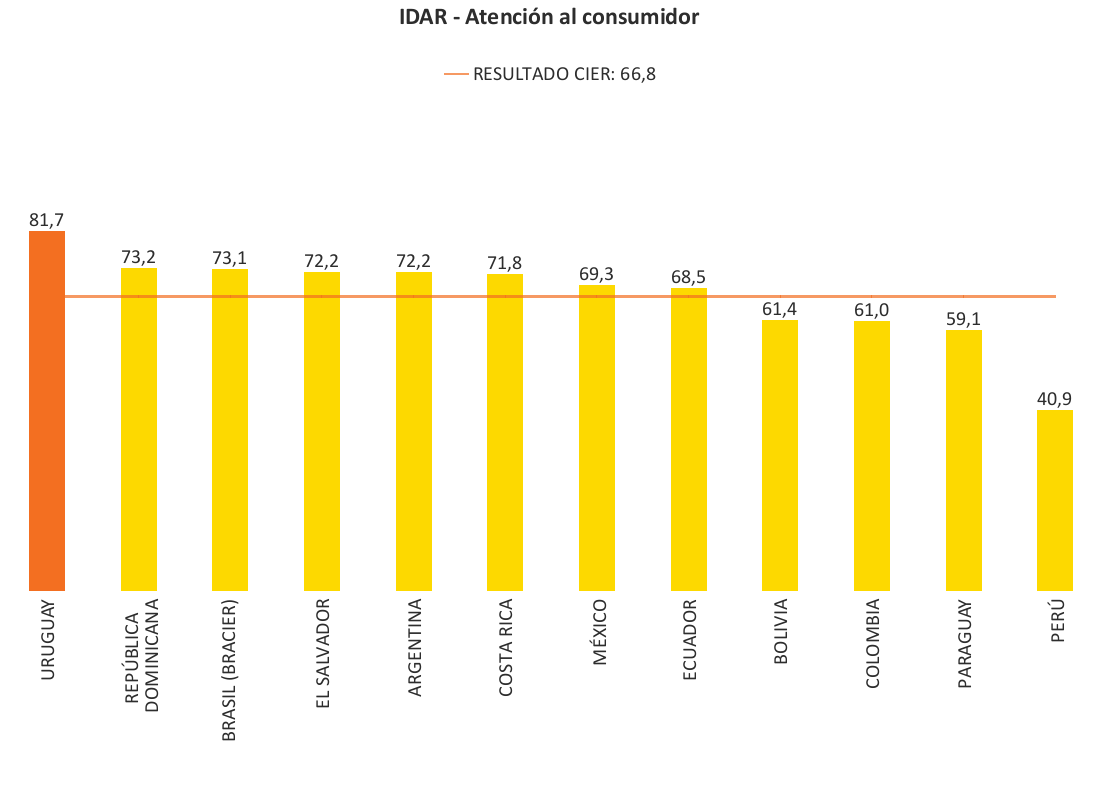 IDAR - Atención al consumidor
RESULTADO CIER: 66,8
81,7
73,2
73,1
72,2
72,2
71,8
69,3
68,5
61,4
61,0
59,1
40,9
URUGUAY
REPÚBLICA
DOMINICANA
BRASIL (BRACIER)
EL SALVADOR
ARGENTINA
COSTA RICA
MÉXICO
ECUADOR
BOLIVIA
COLOMBIA
PARAGUAY
PERÚ